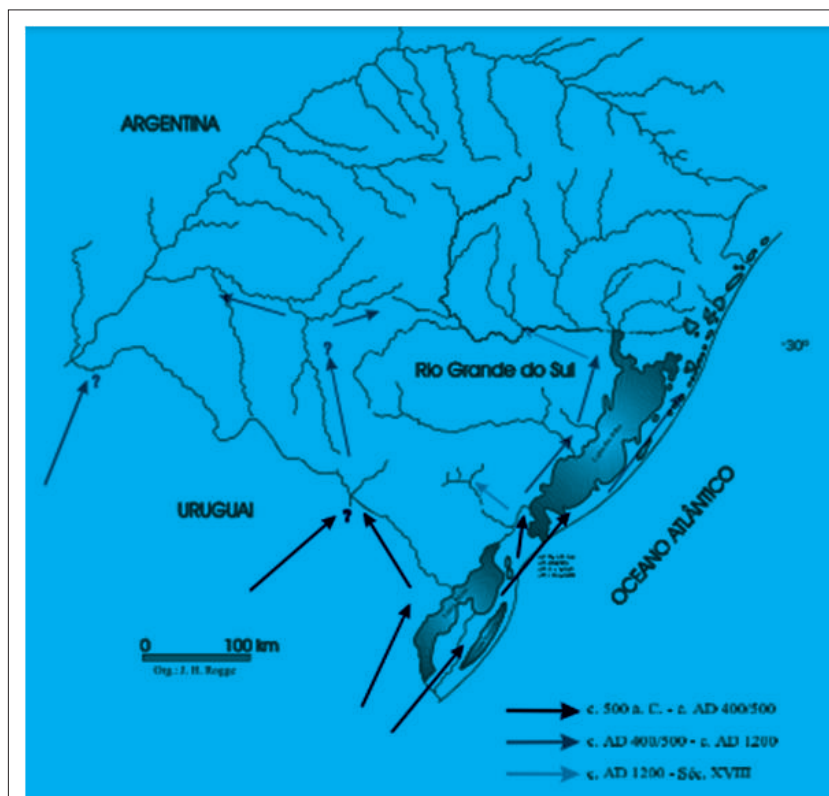 ARGENTINA
-30º
Rio Grande do Sul
?
?
URUGUAI
?
OCEANO ATLÂNTICO
0 100 km
Org.: J. H. Rogge
c. 500 a. C. - c. AD 400/500
c. AD 400/500 - c. AD 1200
c. AD 1200 - Séc. XVIII